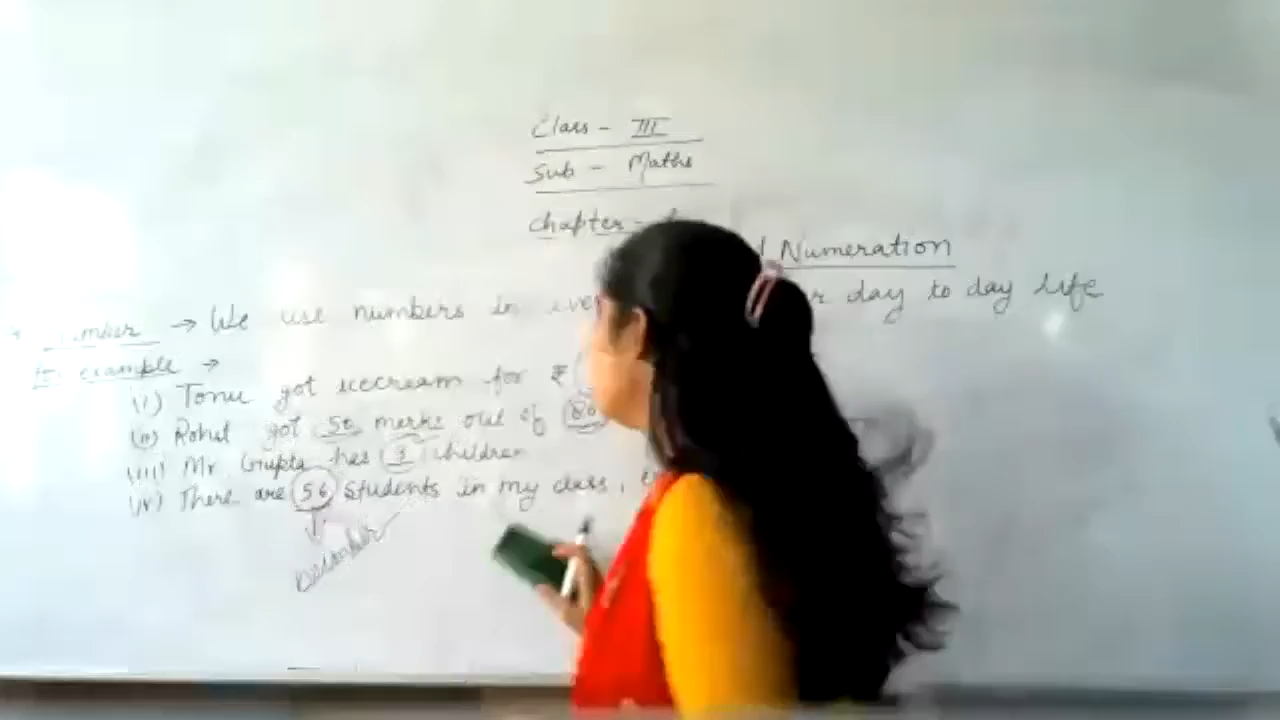 Class - III
Sub - Maths
Chapter -
Numeration
We use numbers in day to day life
example →
(i) Tonu got icecream for ₹
(ii) got 50 marks out of 80
(iii) Mr Gupta has 3 children
(iv) There are 56 students in my class,